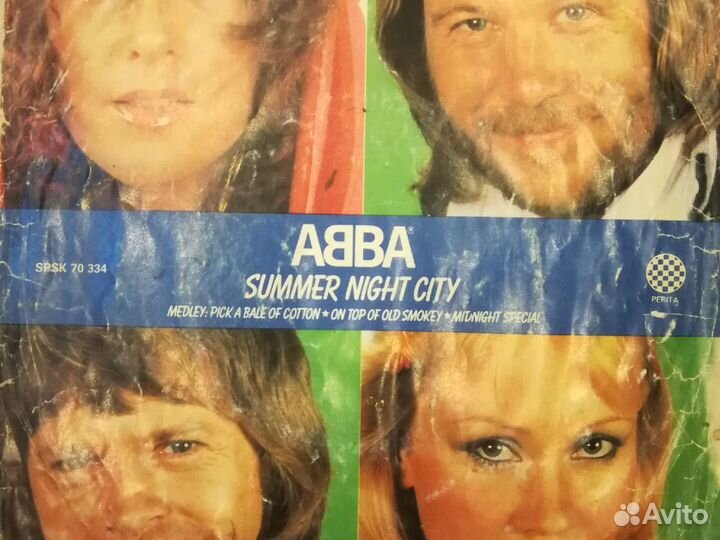 ABBA
SPSK 70 334
SUMMER NIGHT CITY
MEDLEY: PICK A BALE OF COTTON ★ ON TOP OF OLD SMOKEY ★ MIDNIGHT SPECIAL
PERITA
Avito